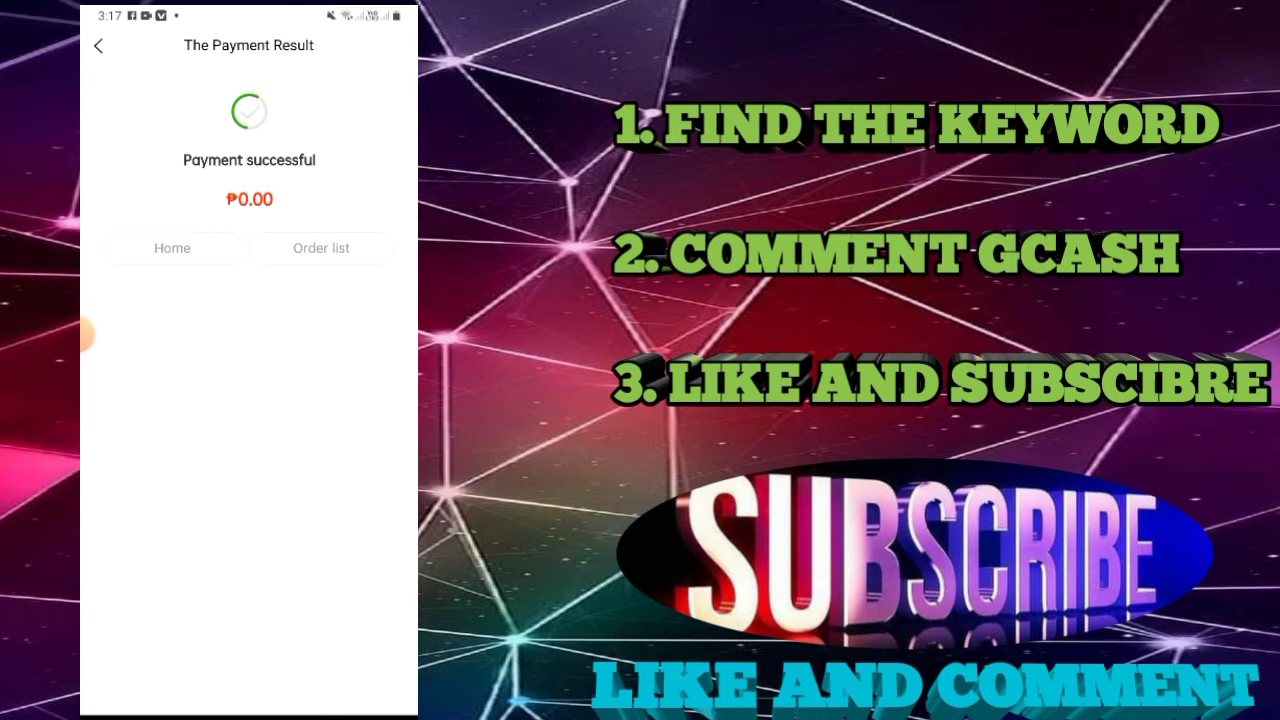 3:17
The Payment Result
Payment successful
₱0.00
Home
Order list
1. FIND THE KEYWORD
2. COMMENT GCASH
3. LIKE AND SUBSCIBRE
SUBSCRIBE
LIKE AND COMMENT